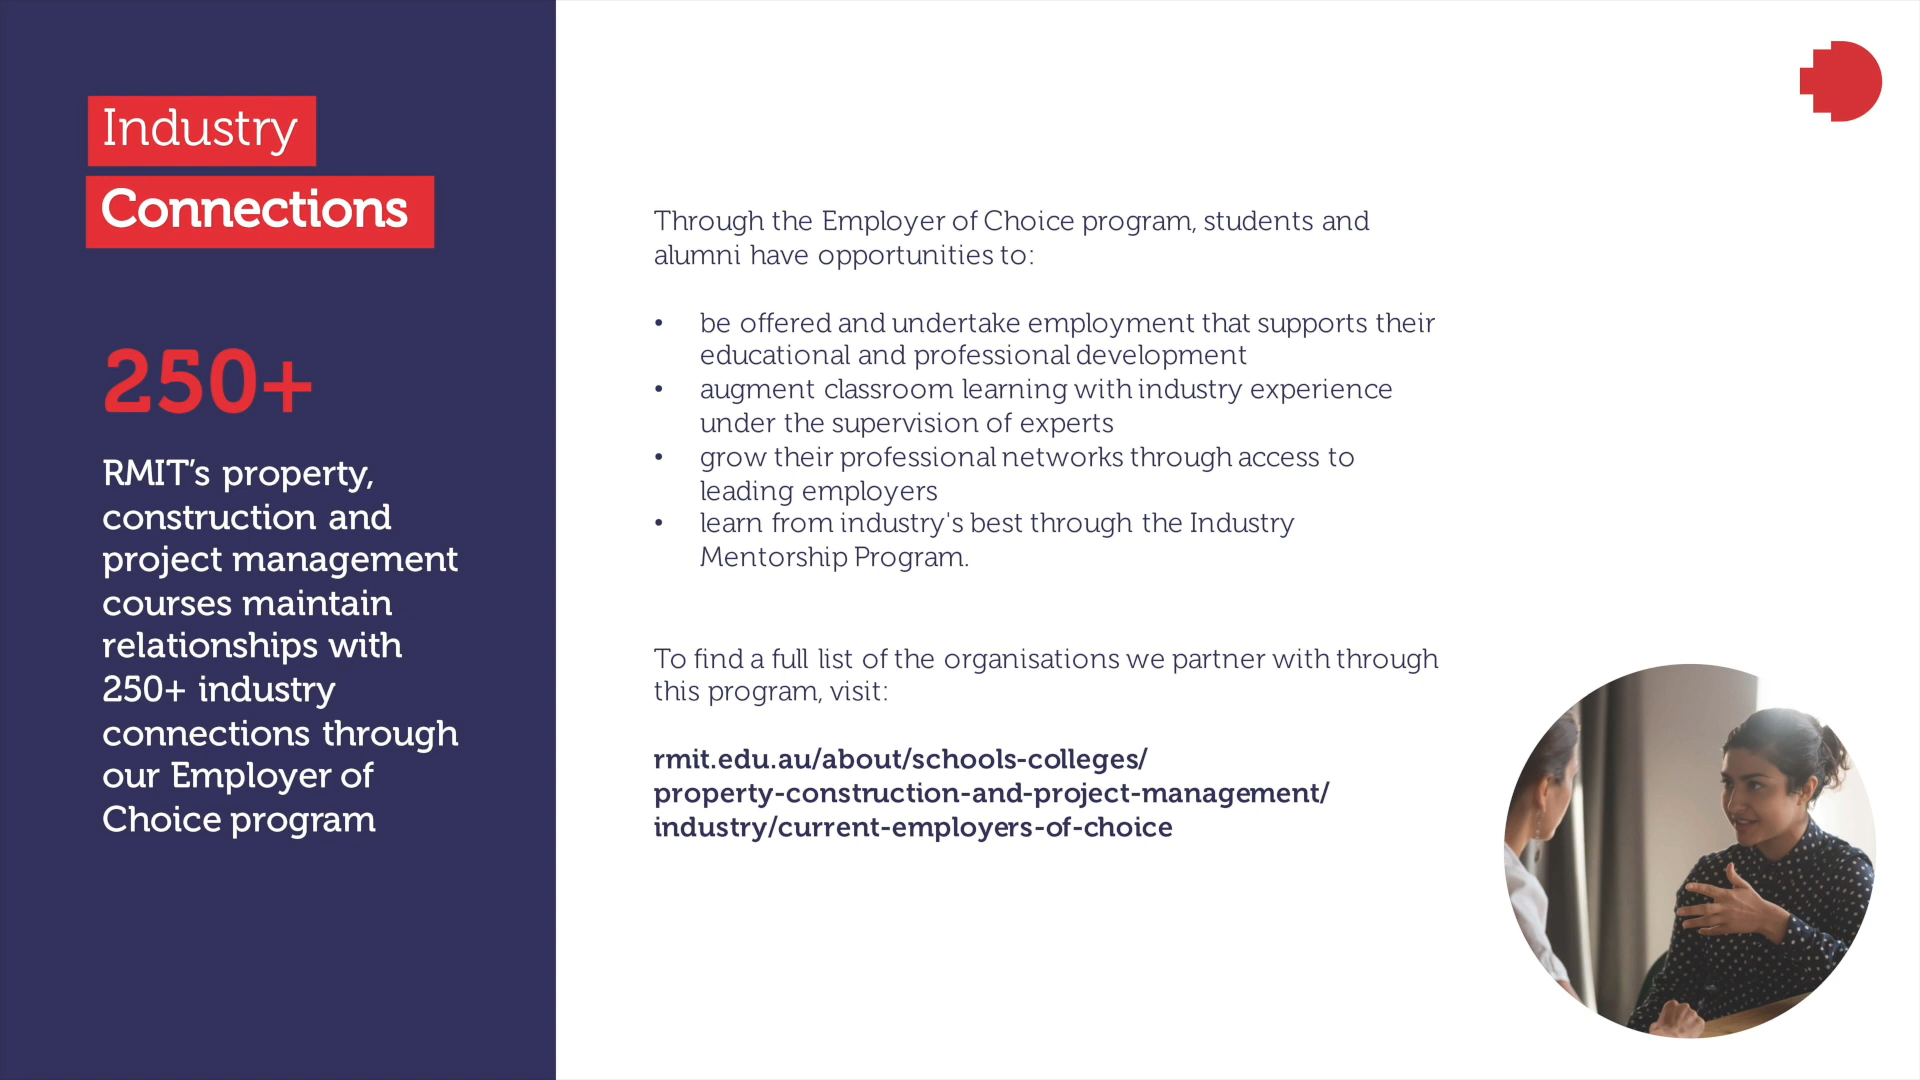 Industry
Connections
250+
RMIT’s property,
construction and
project management
courses maintain
relationships with
250+ industry
connections through
our Employer of
Choice program
Through the Employer of Choice program, students and
alumni have opportunities to:
• be offered and undertake employment that supports their
educational and professional development
• augment classroom learning with industry experience
under the supervision of experts
• grow their professional networks through access to
leading employers
• learn from industry's best through the Industry
Mentorship Program.
To find a full list of the organisations we partner with through
this program, visit:
rmit.edu.au/about/schools-colleges/
property-construction-and-project-management/
industry/current-employers-of-choice